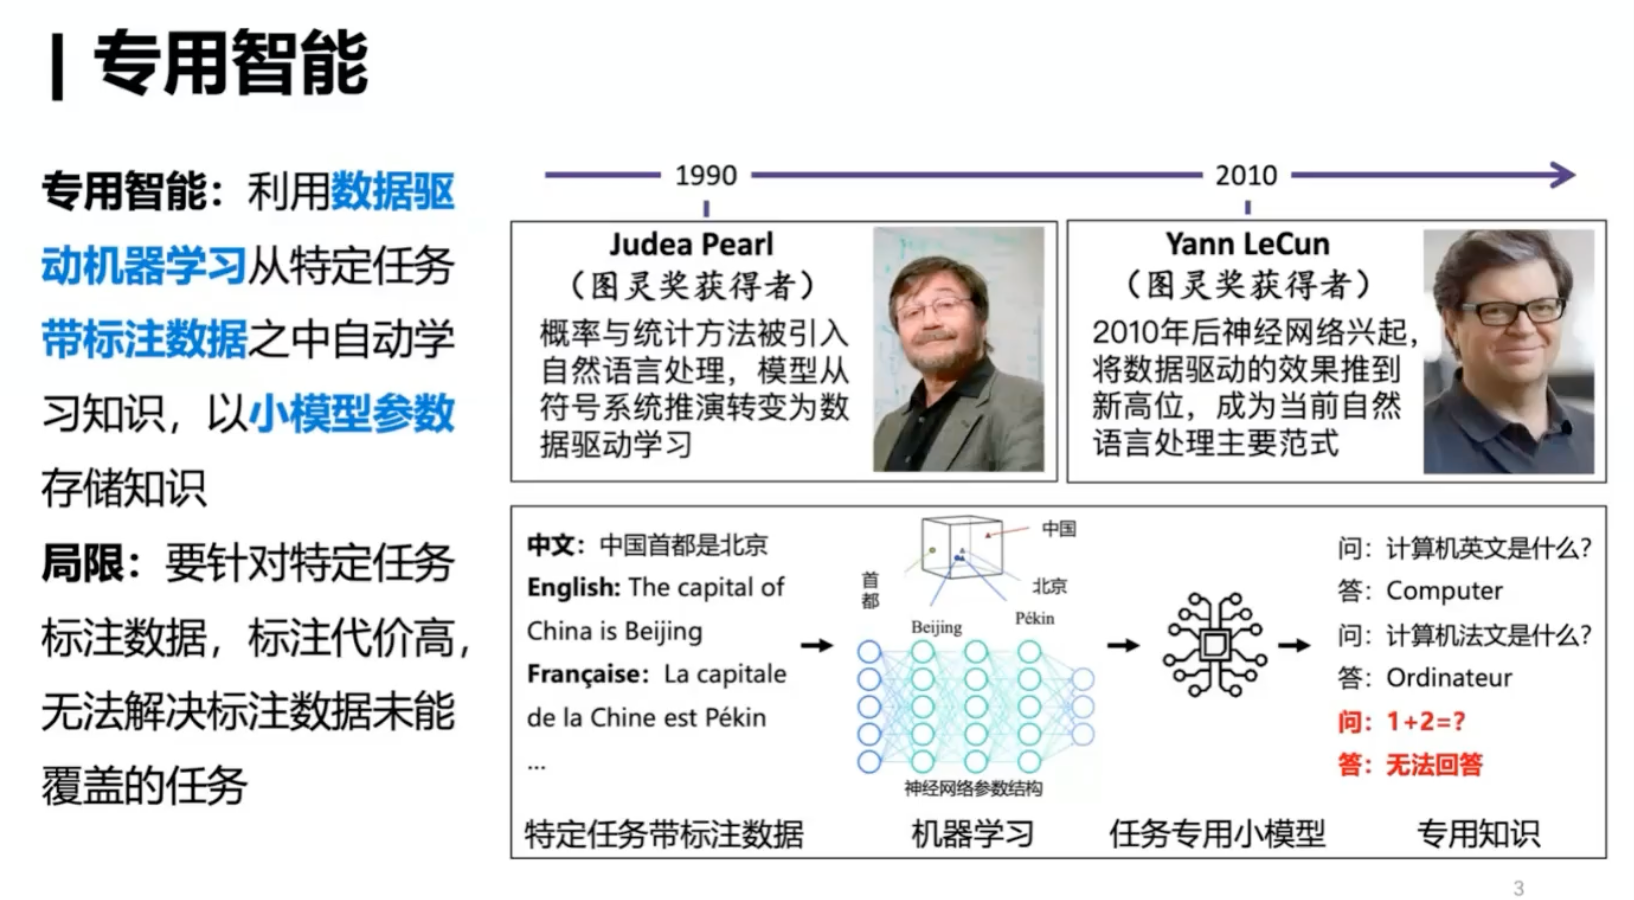 专用智能
专用智能：利用数据驱
动机器学习从特定任务
带标注数据之中自动学
习知识，以小模型参数
存储知识
局限：要针对特定任务
标注数据，标注代价高，
无法解决标注数据未能
覆盖的任务
1990
2010
Judea Pearl
（图灵奖获得者）
概率与统计方法被引入
自然语言处理，模型从
符号系统推演转变为数
据驱动学习
Yann LeCun
（图灵奖获得者）
2010年后神经网络兴起，
将数据驱动的效果推到
新高位，成为当前自然
语言处理主要范式
中文：中国首都是北京
English: The capital of
China is Beijing
Française：La capitale
de la Chine est Pékin
...
特定任务带标注数据
中国
首
都
北京
Beijing
Pékin
神经网络参数结构
机器学习
任务专用小模型
问：计算机英文是什么？
答：Computer
问：计算机法文是什么？
答：Ordinateur
问：1+2=?
答：无法回答
专用知识
3